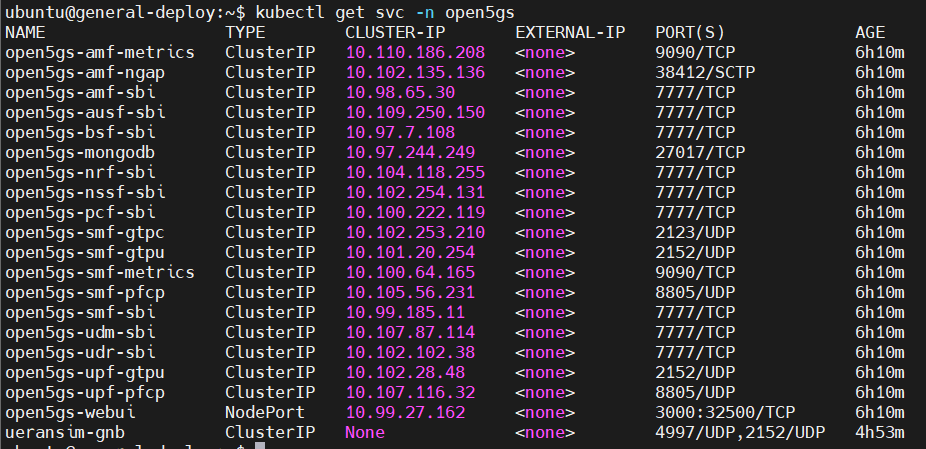 ubuntu@general-deploy:~$ kubectl get svc -n open5gs
NAME TYPE CLUSTER-IP EXTERNAL-IP PORT(S) AGE
open5gs-amf-metrics ClusterIP 10.110.186.208 <none> 9090/TCP 6h10m
open5gs-amf-ngap ClusterIP 10.102.135.136 <none> 38412/SCTP 6h10m
open5gs-amf-sbi ClusterIP 10.98.65.30 <none> 7777/TCP 6h10m
open5gs-ausf-sbi ClusterIP 10.109.250.150 <none> 7777/TCP 6h10m
open5gs-bsf-sbi ClusterIP 10.97.7.108 <none> 7777/TCP 6h10m
open5gs-mongodb ClusterIP 10.97.244.249 <none> 27017/TCP 6h10m
open5gs-nrf-sbi ClusterIP 10.104.118.255 <none> 7777/TCP 6h10m
open5gs-nssf-sbi ClusterIP 10.102.254.131 <none> 7777/TCP 6h10m
open5gs-pcf-sbi ClusterIP 10.100.222.119 <none> 7777/TCP 6h10m
open5gs-smf-gtpc ClusterIP 10.102.253.210 <none> 2123/UDP 6h10m
open5gs-smf-gtpu ClusterIP 10.101.20.254 <none> 2152/UDP 6h10m
open5gs-smf-metrics ClusterIP 10.100.64.165 <none> 9090/TCP 6h10m
open5gs-smf-pfcp ClusterIP 10.105.56.231 <none> 8805/UDP 6h10m
open5gs-smf-sbi ClusterIP 10.99.185.11 <none> 7777/TCP 6h10m
open5gs-udm-sbi ClusterIP 10.107.87.114 <none> 7777/TCP 6h10m
open5gs-udr-sbi ClusterIP 10.102.102.38 <none> 7777/TCP 6h10m
open5gs-upf-gtpu ClusterIP 10.102.28.48 <none> 2152/UDP 6h10m
open5gs-upf-pfcp ClusterIP 10.107.116.32 <none> 8805/UDP 6h10m
open5gs-webui NodePort 10.99.27.162 <none> 3000:32500/TCP 6h10m
ueransim-gnb ClusterIP None <none> 4997/UDP,2152/UDP 4h53m